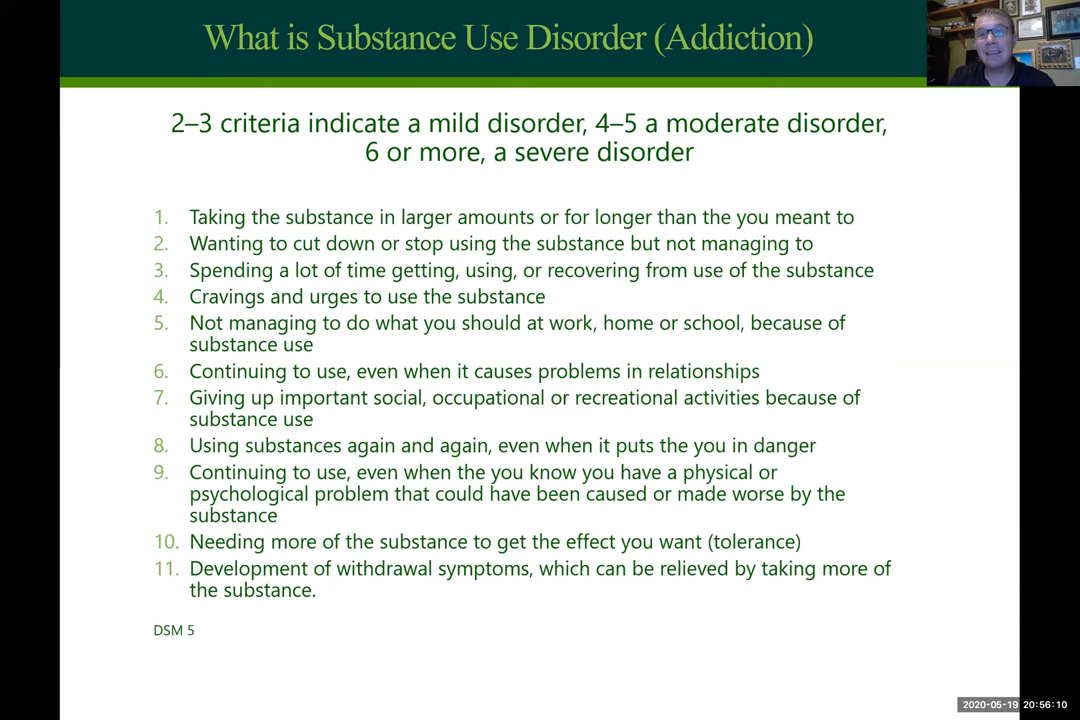 What is Substance Use Disorder (Addiction)
2–3 criteria indicate a mild disorder, 4–5 a moderate disorder,
6 or more, a severe disorder
1. Taking the substance in larger amounts or for longer than the you meant to
2. Wanting to cut down or stop using the substance but not managing to
3. Spending a lot of time getting, using, or recovering from use of the substance
4. Cravings and urges to use the substance
5. Not managing to do what you should at work, home or school, because of
substance use
6. Continuing to use, even when it causes problems in relationships
7. Giving up important social, occupational or recreational activities because of
substance use
8. Using substances again and again, even when it puts the you in danger
9. Continuing to use, even when the you know you have a physical or
psychological problem that could have been caused or made worse by the
substance
10. Needing more of the substance to get the effect you want (tolerance)
11. Development of withdrawal symptoms, which can be relieved by taking more of
the substance.
DSM 5
2020-05-19 20:56:10